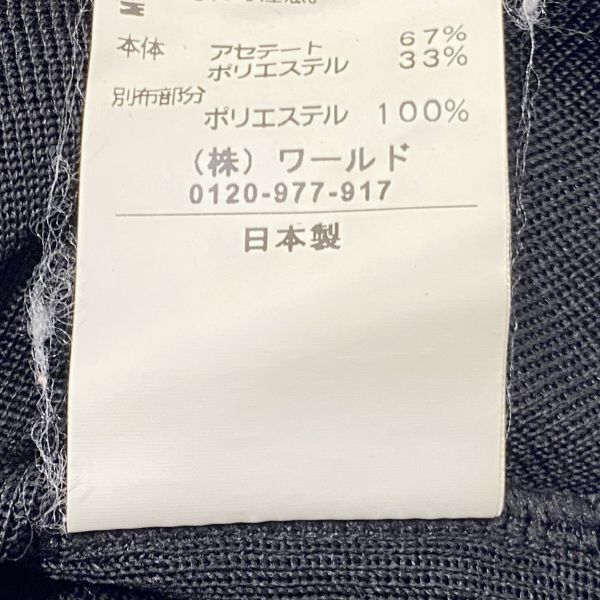 本体 アセテート 67%
ポリエステル 33%
別布部分
ポリエステル 100%
(株)ワールド
0120-977-917
日本製